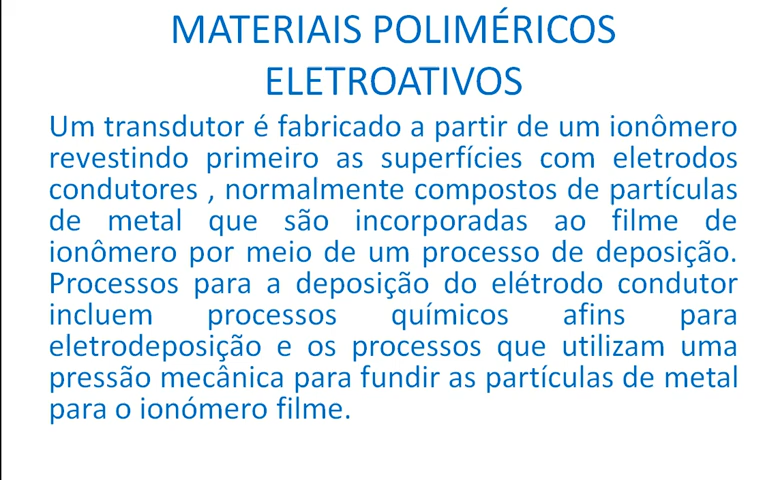 MATERIAIS POLIMÉRICOS
ELETROATIVOS
Um transdutor é fabricado a partir de um ionômero
revestindo primeiro as superfícies com eletrodos
condutores , normalmente compostos de partículas
de metal que são incorporadas ao filme de
ionômero por meio de um processo de deposição.
Processos para a deposição do elétrodo condutor
incluem processos químicos afins para
eletrodeposição e os processos que utilizam uma
pressão mecânica para fundir as partículas de metal
para o ionómero filme.